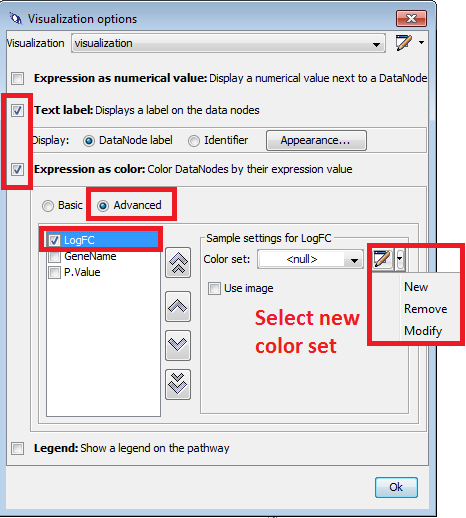 Visualization options
Visualization visualization
Expression as numerical value: Display a numerical value next to a DataNode
Text label: Displays a label on the data nodes
Display: DataNode label Identifier Appearance...
Expression as color: Color DataNodes by their expression value
Basic Advanced
LogFC
GeneName
P.Value
Sample settings for LogFC
Color set: <null>
Use image
New
Remove
Modify
Select new
color set
Legend: Show a legend on the pathway
Ok